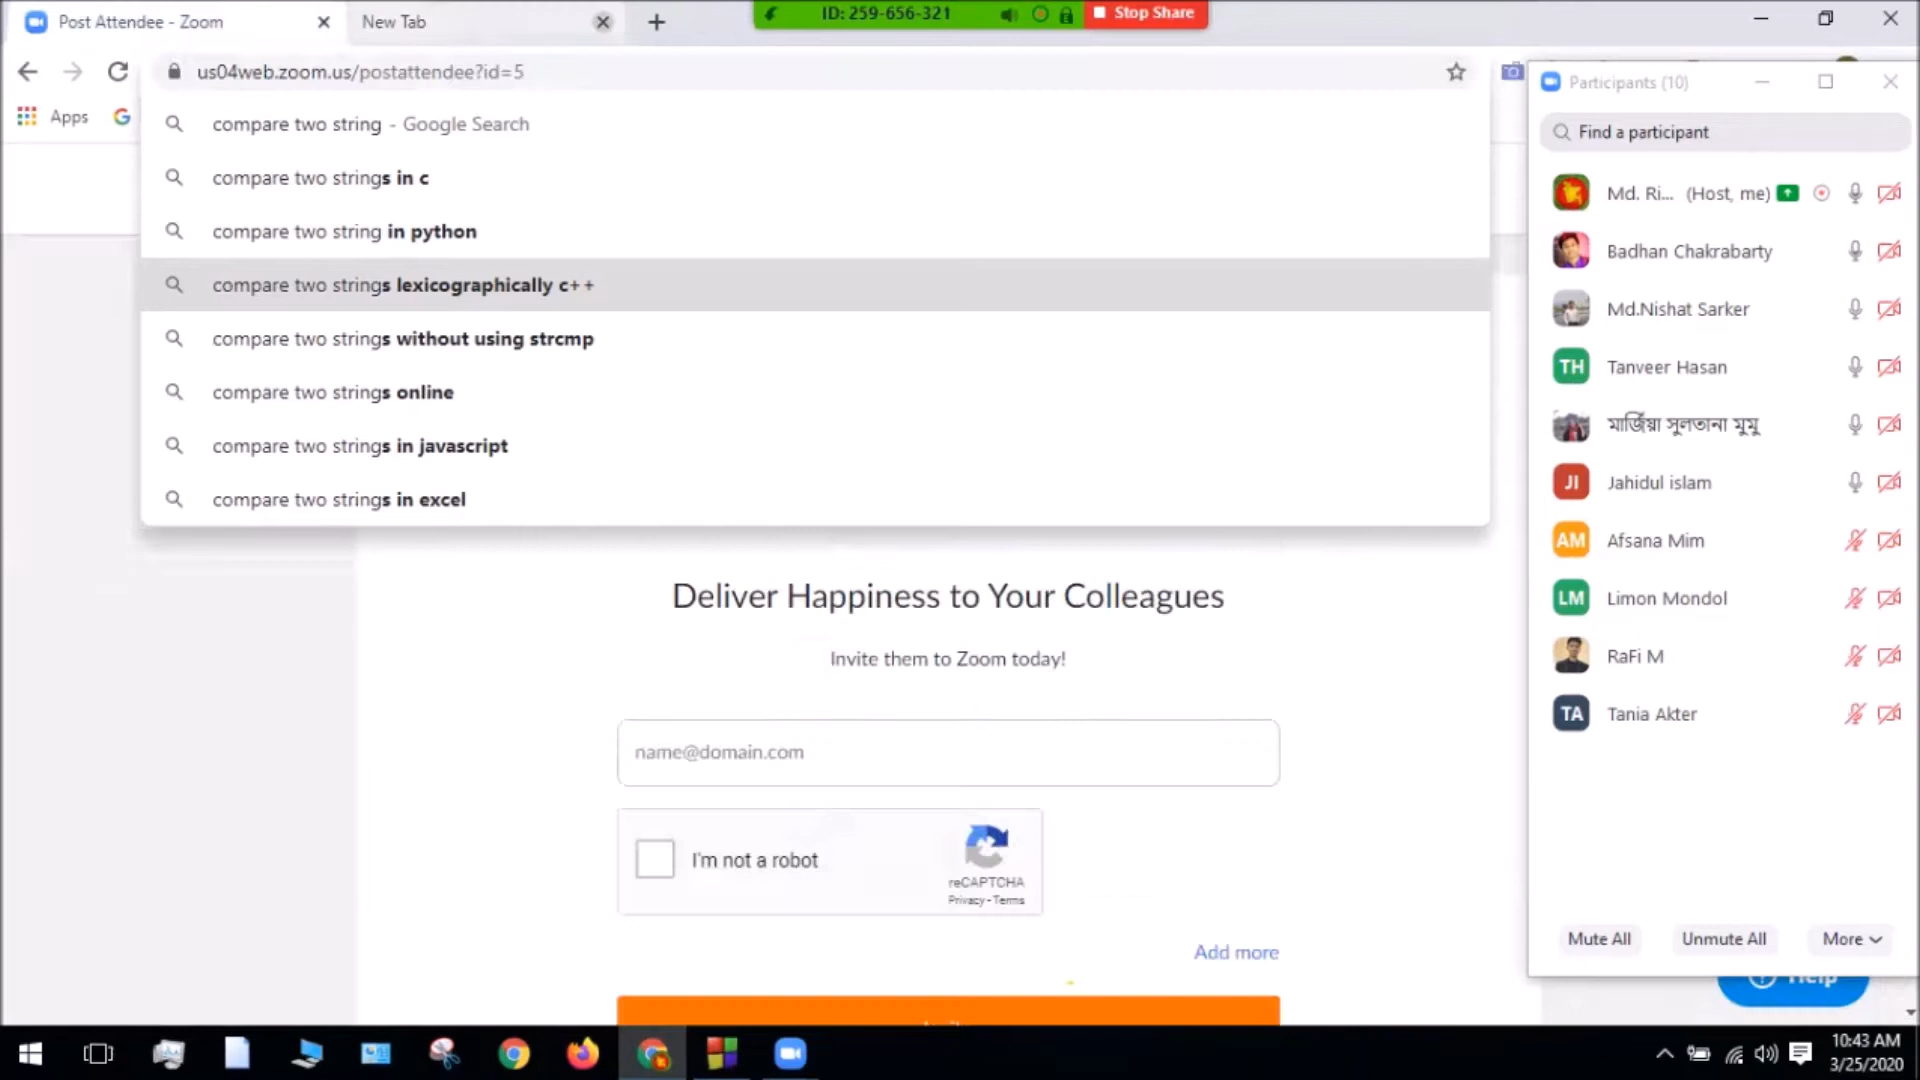 Post Attendee - Zoom
New Tab
ID: 259-656-321
Stop Share
us04web.zoom.us/postattendee?id=5
Apps
compare two string - Google Search
compare two strings in c
compare two string in python
compare two strings lexicographically c++
compare two strings without using strcmp
compare two strings online
compare two strings in javascript
compare two strings in excel
Deliver Happiness to Your Colleagues
Invite them to Zoom today!
name@domain.com
I'm not a robot
reCAPTCHA
Privacy - Terms
Add more
Participants (10)
Find a participant
Md. Ri... (Host, me)
Badhan Chakrabarty
Md.Nishat Sarker
TH Tanveer Hasan
মার্জিয়া সুলতানা মুমু
JI Jahidul islam
AM Afsana Mim
LM Limon Mondol
RaFi M
TA Tania Akter
Mute All
Unmute All
More
Help
10:43 AM
3/25/2020